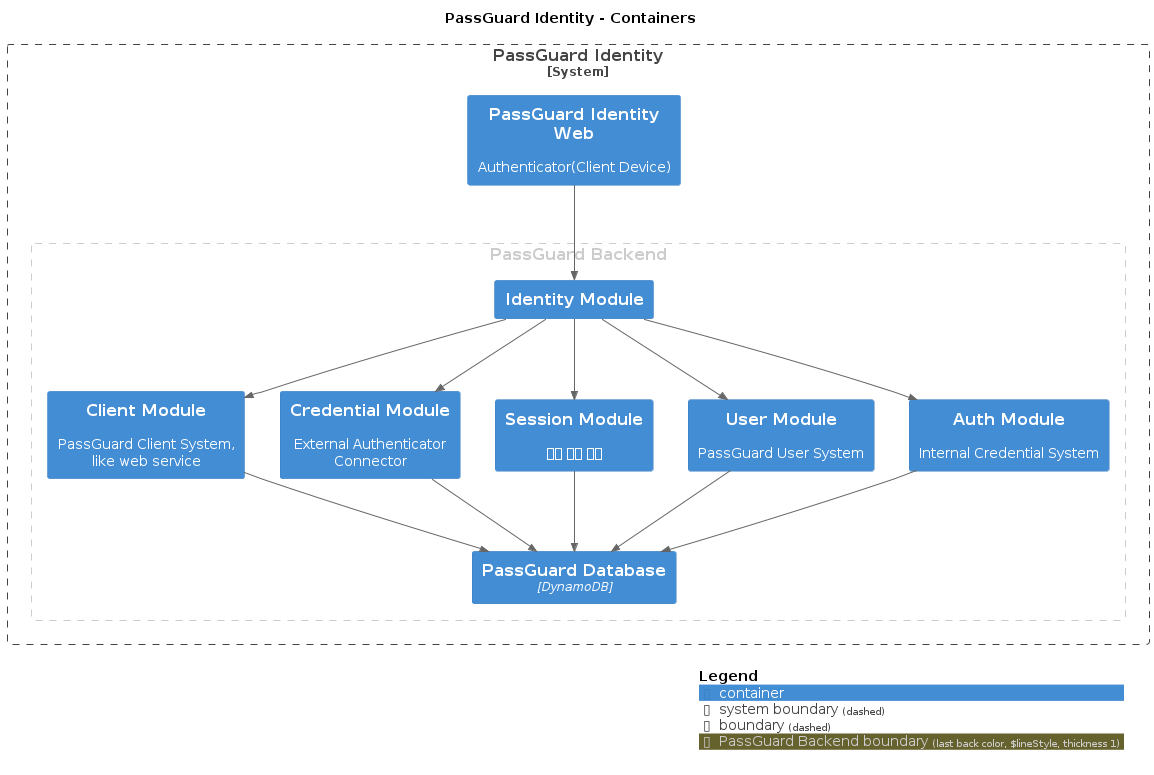 PassGuard Identity - Containers
PassGuard Identity
[System]
PassGuard Identity
Web
Authenticator(Client Device)
PassGuard Backend
Identity Module
Client Module
PassGuard Client System,
like web service
Credential Module
External Authenticator
Connector
Session Module
User Module
PassGuard User System
Auth Module
Internal Credential System
PassGuard Database
[DynamoDB]
Legend
container
system boundary (dashed)
boundary (dashed)
PassGuard Backend boundary (last back color, $lineStyle, thickness 1)